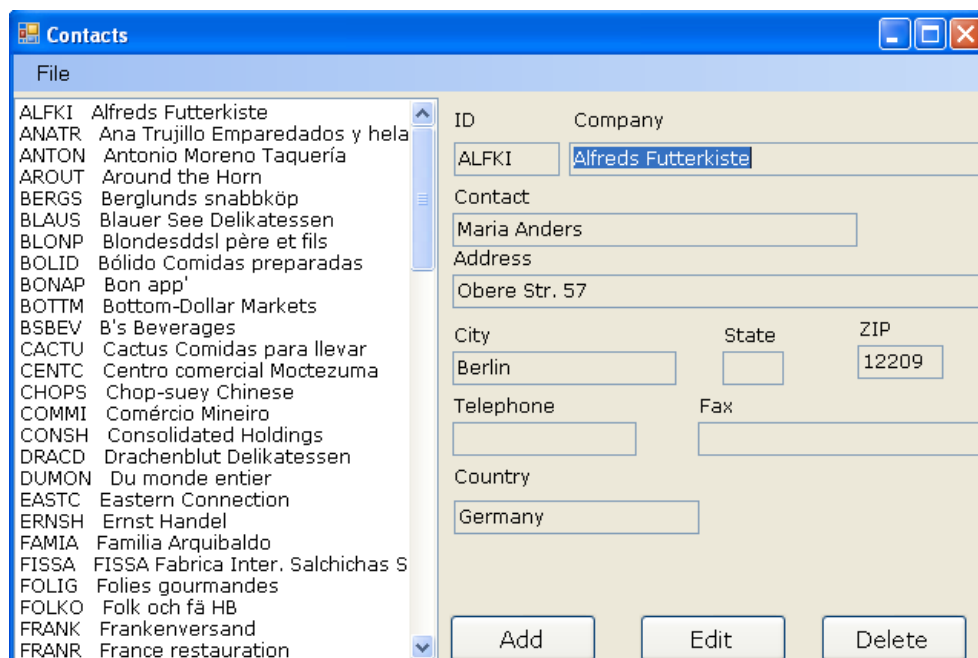 Contacts
File
ALFKI Alfreds Futterkiste
ANATR Ana Trujillo Emparedados y hela
ANTON Antonio Moreno Taquería
AROUT Around the Horn
BERGS Berglunds snabbköp
BLAUS Blauer See Delikatessen
BLONP Blondesddsl père et fils
BOLID Bólido Comidas preparadas
BONAP Bon app'
BOTTM Bottom-Dollar Markets
BSBEV B's Beverages
CACTU Cactus Comidas para llevar
CENTC Centro comercial Moctezuma
CHOPS Chop-suey Chinese
COMMI Comércio Mineiro
CONSH Consolidated Holdings
DRACD Drachenblut Delikatessen
DUMON Du monde entier
EASTC Eastern Connection
ERNSH Ernst Handel
FAMIA Familia Arquibaldo
FISSA FISSA Fabrica Inter. Salchichas S
FOLIG Folies gourmandes
FOLKO Folk och fä HB
FRANK Frankenversand
FRANR France restauration
ID Company
ALFKI Alfreds Futterkiste
Contact
Maria Anders
Address
Obere Str. 57
City State ZIP
Berlin 12209
Telephone Fax
Country
Germany
Add Edit Delete